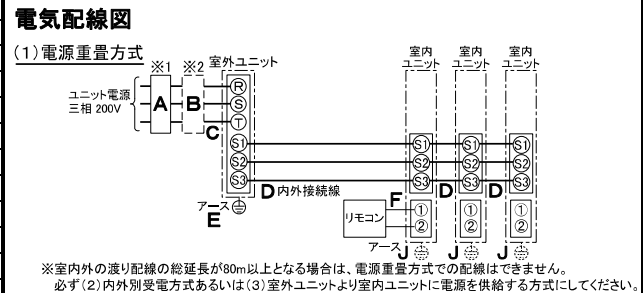 電気配線図
(1)電源重畳方式
※1 ※2 室外ユニット 室内ユニット 室内ユニット 室内ユニット
ユニット電源
三相 200V
A B C
R
S
T
S1 S1 S1 S1
S2 S2 S2 S2
S3 S3 S3 S3
D 内外接続線 D D
アース
E
F
リモコン
① ① ①
② ② ②
アース J J J
※室内外の渡り配線の総延長が80m以上となる場合は、電源重畳方式での配線はできません。
必ず(2)内外別受電方式あるいは(3)室外ユニットより室内ユニットに電源を供給する方式にしてください。